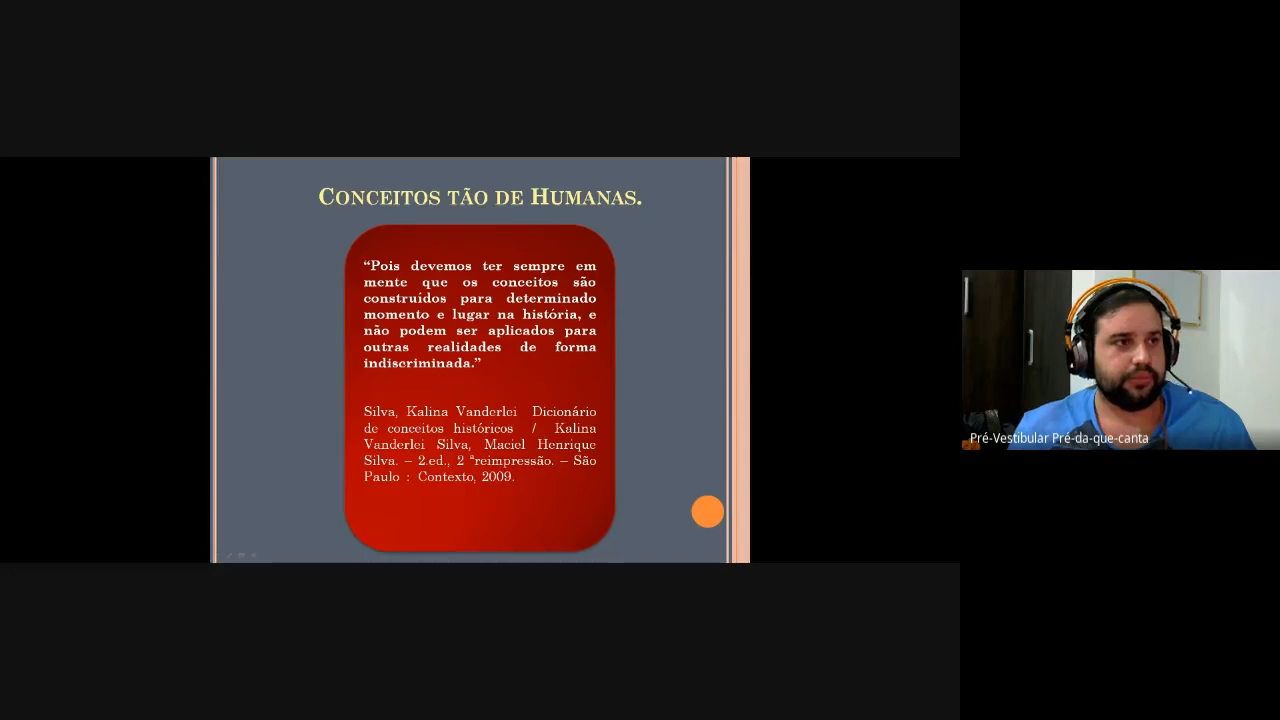 Conceitos tão de Humanas.
“Pois devemos ter sempre em
mente que os conceitos são
construídos para determinado
momento e lugar na história, e
não podem ser aplicados para
outras realidades de forma
indiscriminada.”
Silva, Kalina Vanderlei Dicionário
de conceitos históricos / Kalina
Vanderlei Silva, Maciel Henrique
Silva. – 2.ed., 2 ªreimpressão. – São
Paulo : Contexto, 2009.
Pré-Vestibular Pré-da-que-canta